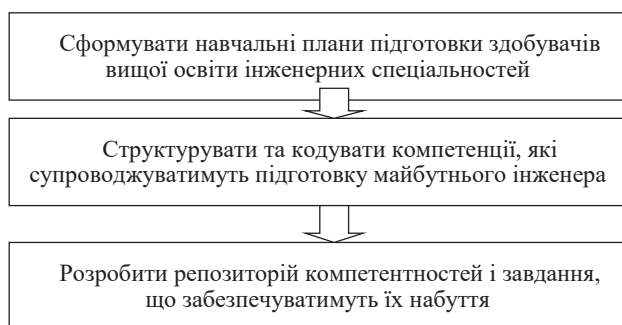 Сформувати навчальні плани підготовки здобувачів
вищої освіти інженерних спеціальностей
Структурувати та кодувати компетенції, які
супроводжуватимуть підготовку майбутнього інженера
Розробити репозиторій компетентностей і завдання,
що забезпечуватимуть їх набуття